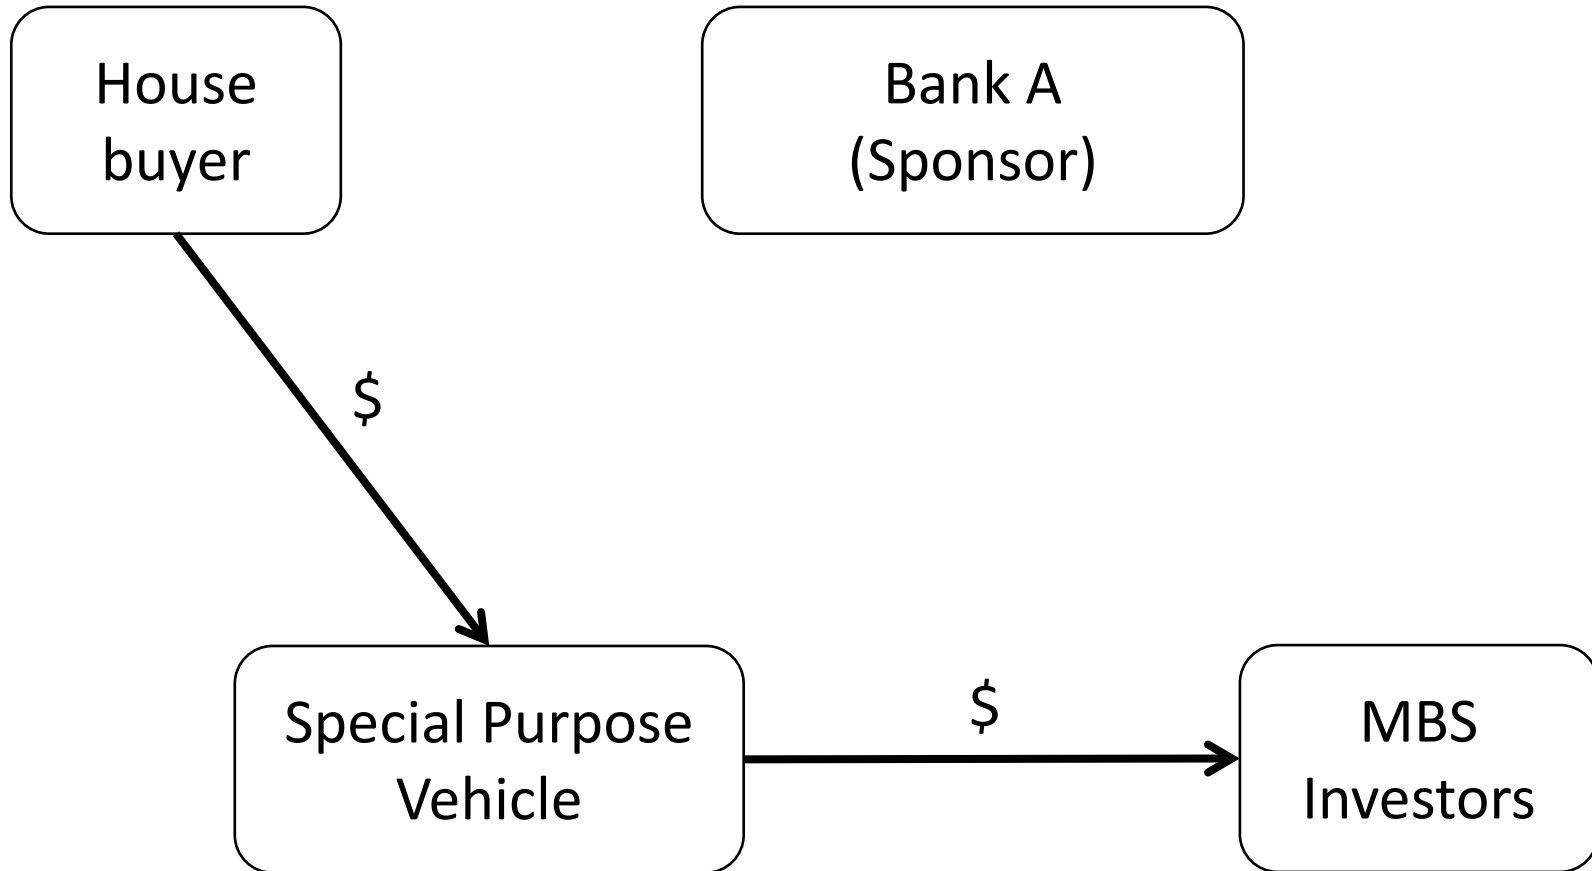 House
buyer
Bank A
(Sponsor)
$
Special Purpose
Vehicle
$
MBS
Investors